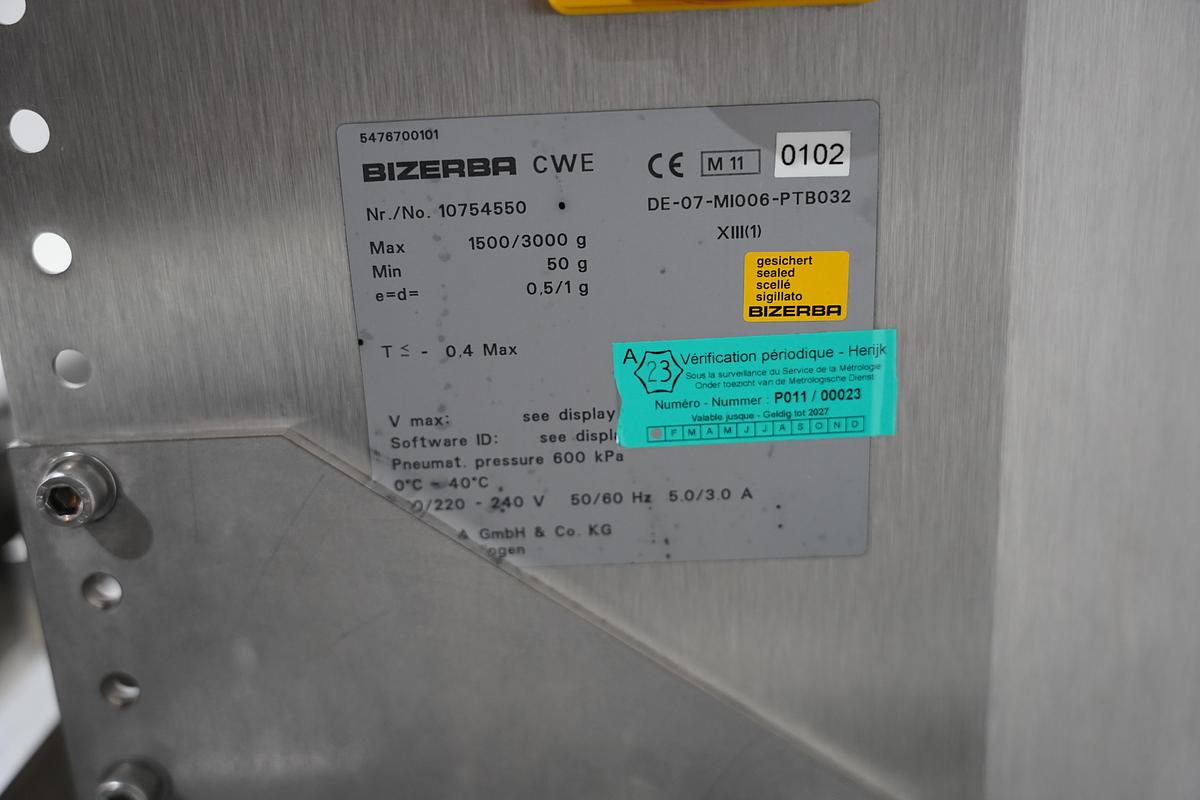 5476700101
BIZERBA CWE
CE M 11 0102
Nr./No. 10754550
DE-07-MI006-PTB032
XIII(1)
Max 1500/3000 g
Min 50 g
e=d= 0,5/1 g
gesichert
sealed
scellé
sigillato
BIZERBA
T ≤ - 0,4 Max
A 23 Vérification périodique - Herijk
Sous la surveillance du Service de la Métrologie
Onder toezicht van de Metrologische Dienst
Numéro - Nummer : P011 / 00023
Valable jusque - Geldig tot 2027
F M A M J J A S O N D
V max: see display
Software ID: see displ
Pneumat. pressure 600 kPa
0°C - 40°C
0/220 - 240 V 50/60 Hz 5.0/3.0 A
A GmbH & Co. KG
ogen